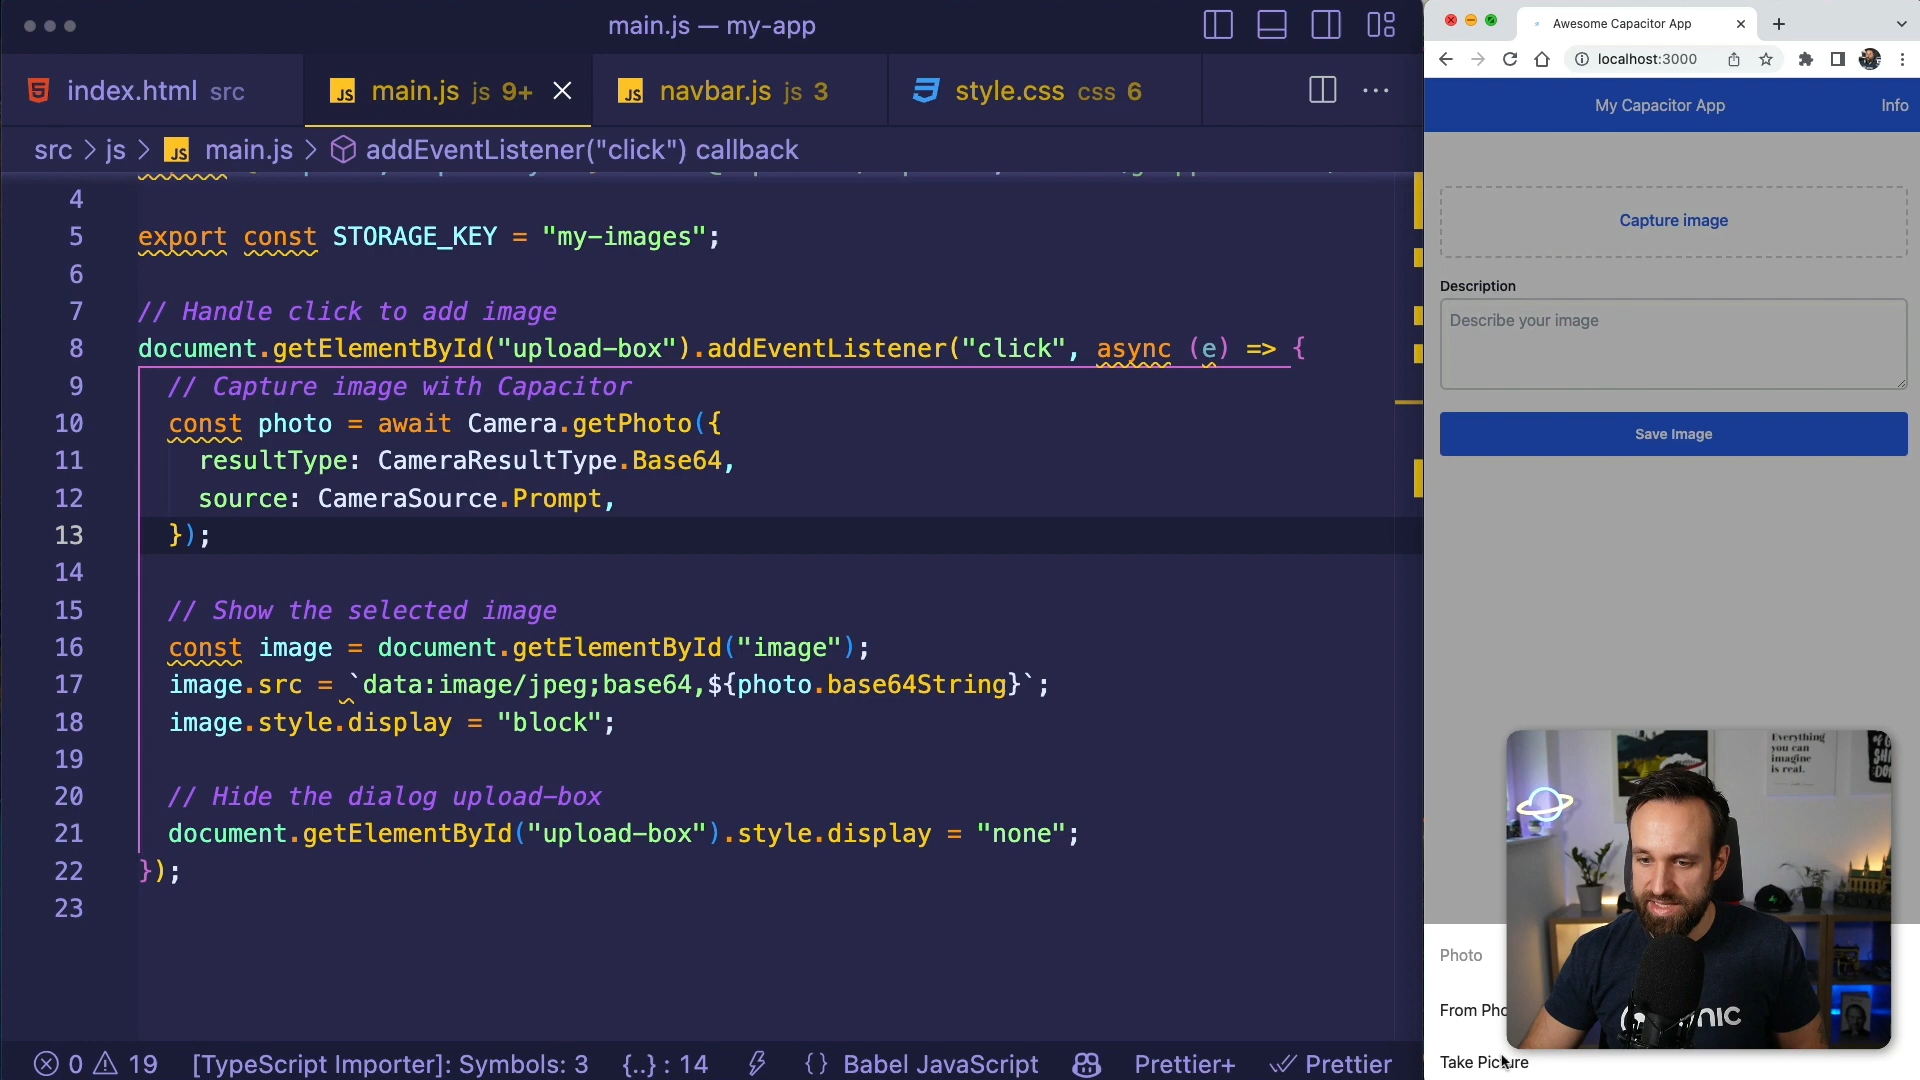 main.js — my-app
index.html src
main.js js 9+
navbar.js js 3
style.css css 6
src > js > JS main.js > addEventListener("click") callback
4
5 export const STORAGE_KEY = "my-images";
6
7 // Handle click to add image
8 document.getElementById("upload-box").addEventListener("click", async (e) => {
9 // Capture image with Capacitor
10 const photo = await Camera.getPhoto({
11 resultType: CameraResultType.Base64,
12 source: CameraSource.Prompt,
13 });
14
15 // Show the selected image
16 const image = document.getElementById("image");
17 image.src = `data:image/jpeg;base64,${photo.base64String}`;
18 image.style.display = "block";
19
20 // Hide the dialog upload-box
21 document.getElementById("upload-box").style.display = "none";
22 });
23
0 19 [TypeScript Importer]: Symbols: 3 {..} : 14 {} Babel JavaScript Prettier+ Prettier
Awesome Capacitor App
localhost:3000
My Capacitor App Info
Capture image
Description
Describe your image
Save Image
Everything
you can
imagine
is real.
Photo
From Pho
Take Picture